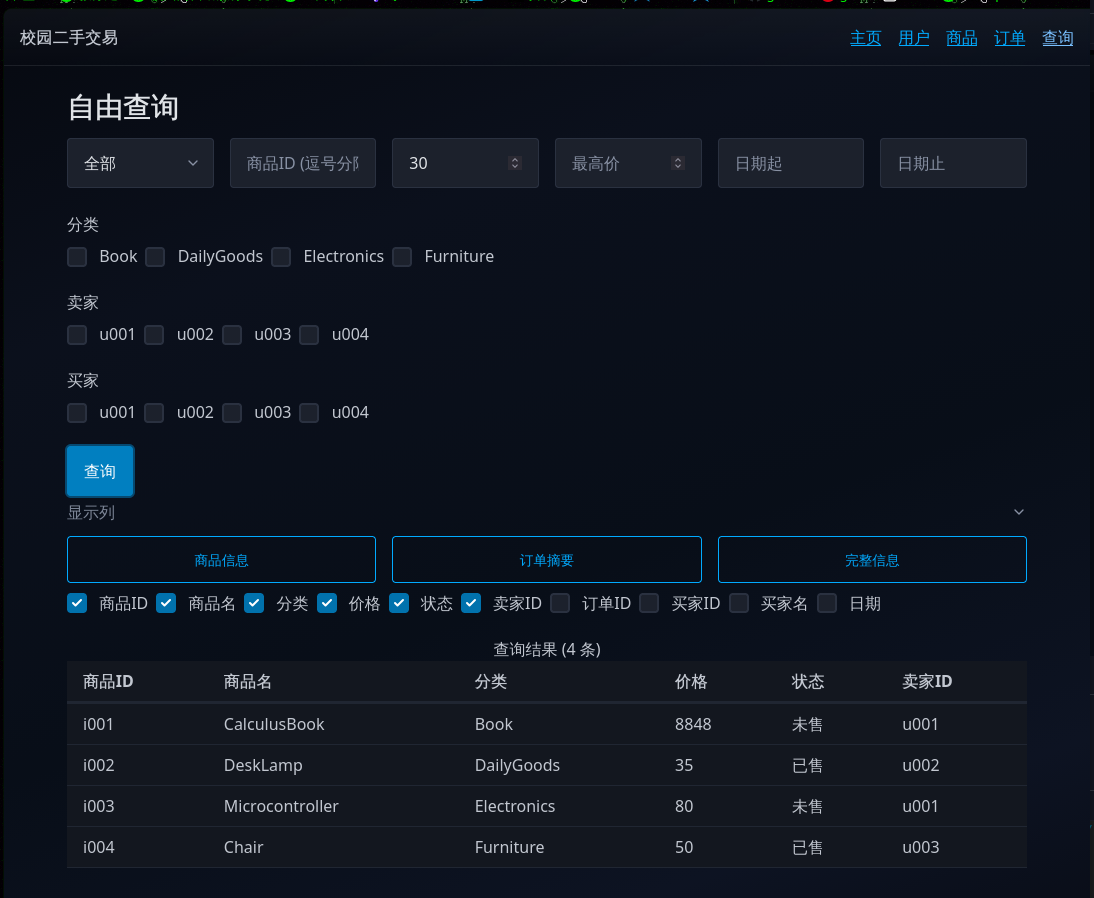 校园二手交易 主页 用户 商品 订单 查询
自由查询
全部 商品ID (逗号分隔 30 最高价 日期起 日期止
分类
Book DailyGoods Electronics Furniture
卖家
u001 u002 u003 u004
买家
u001 u002 u003 u004
查询
显示列
商品信息 订单摘要 完整信息
商品ID 商品名 分类 价格 状态 卖家ID 订单ID 买家ID 买家名 日期
查询结果 (4 条)
商品ID 商品名 分类 价格 状态 卖家ID
i001 CalculusBook Book 8848 未售 u001
i002 DeskLamp DailyGoods 35 已售 u002
i003 Microcontroller Electronics 80 未售 u001
i004 Chair Furniture 50 已售 u003